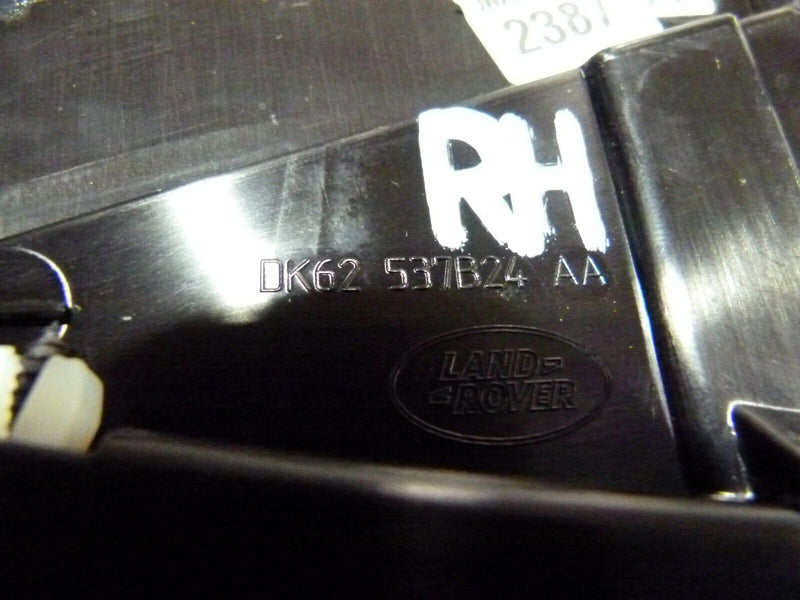 2387
RH
DK62 537B24 AA
LAND
ROVER